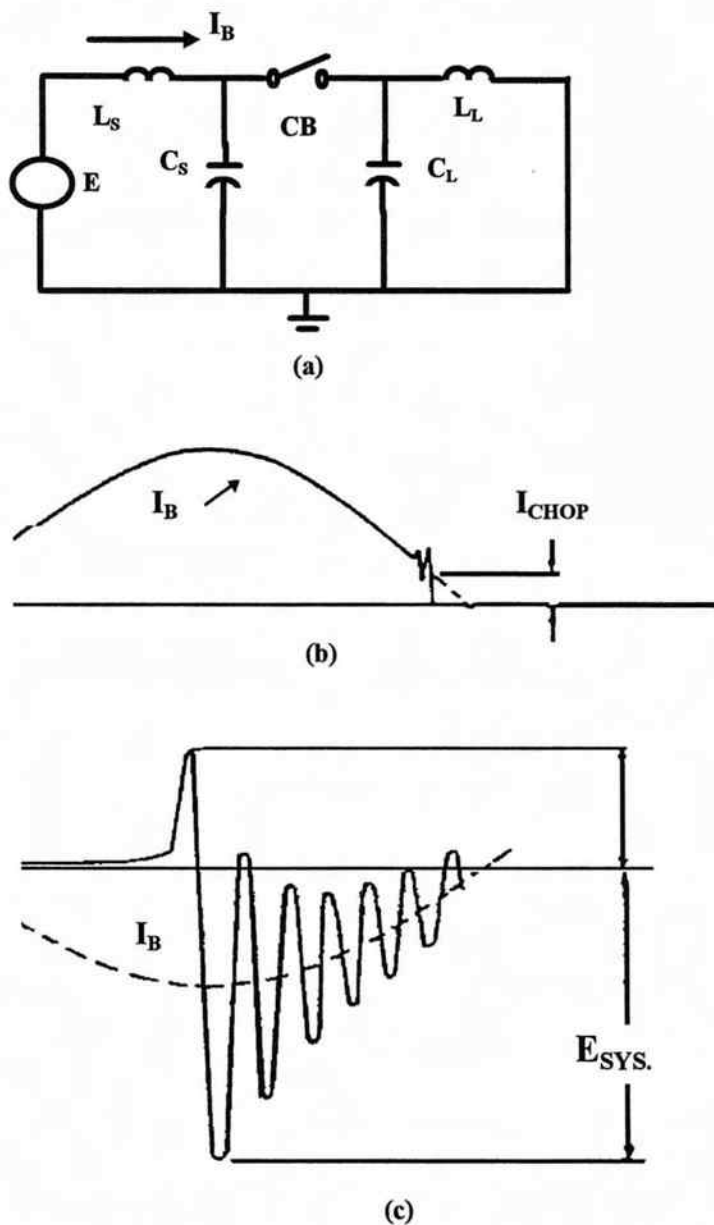 I_B
L_S
CB
L_L
E
C_S
C_L
(a)
I_B
I_CHOP
(b)
I_B
E_SYS.
(c)